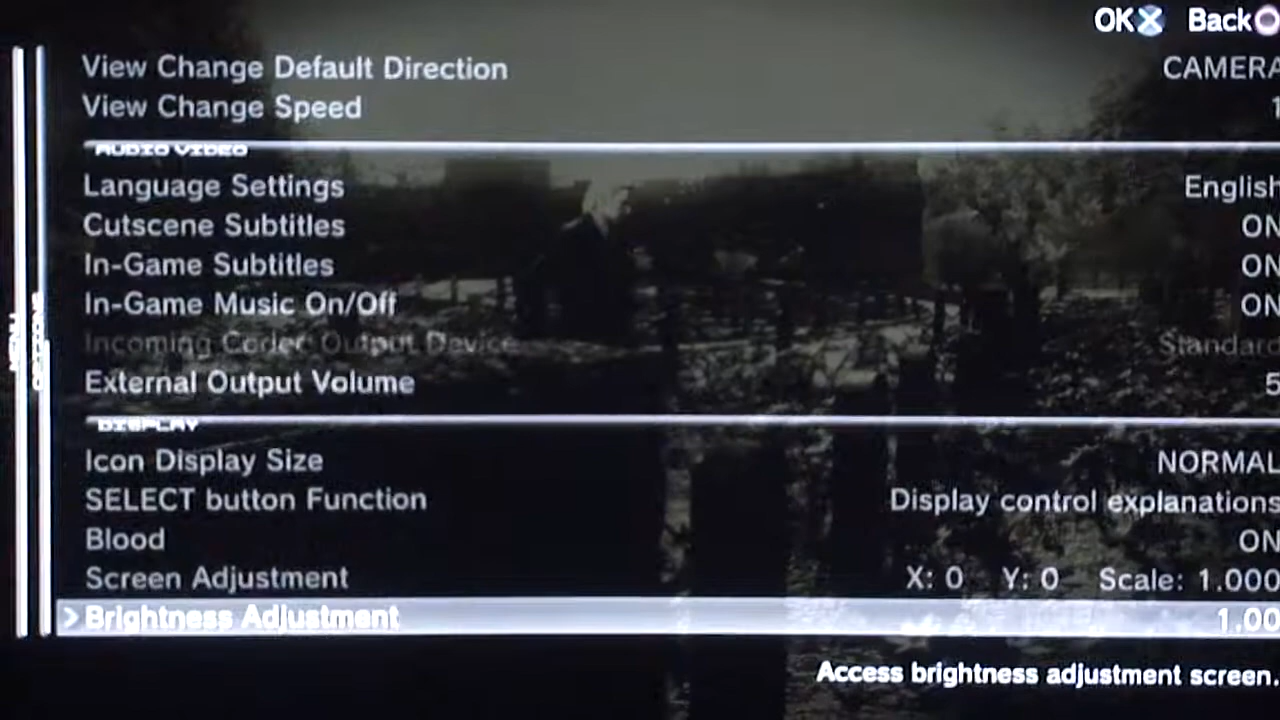 OK Back
View Change Default Direction CAMERA
View Change Speed 1
AUDIO VIDEO
Language Settings English
Cutscene Subtitles ON
In-Game Subtitles ON
In-Game Music On/Off ON
Incoming Codec Output Device Standard
External Output Volume 5
DISPLAY
Icon Display Size NORMAL
SELECT button Function Display control explanations
Blood ON
Screen Adjustment X: 0 Y: 0 Scale: 1.000
> Brightness Adjustment 1.00
Access brightness adjustment screen.
MENU
OPTIONS